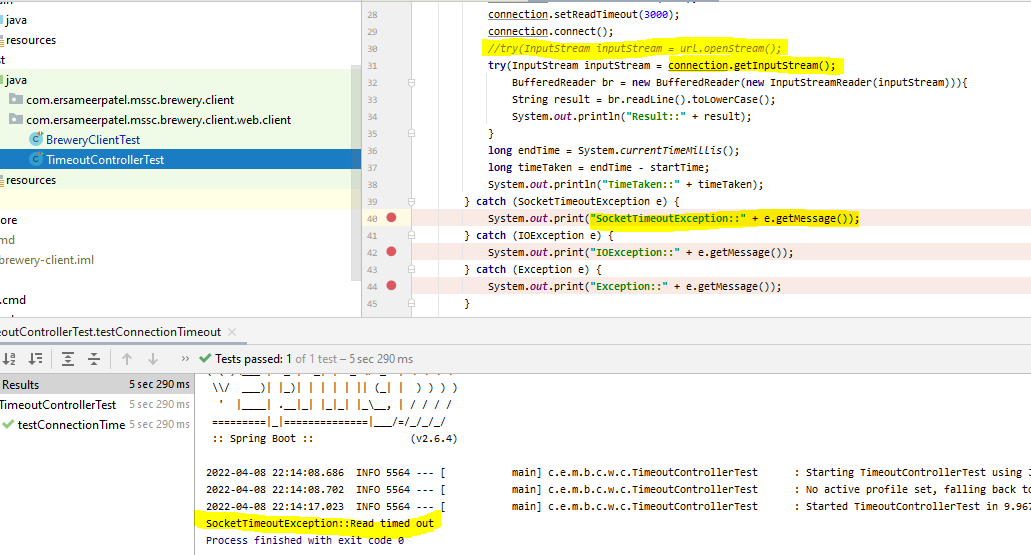 java
resources
st
java
com.ersameerpatel.mssc.brewery.client
com.ersameerpatel.mssc.brewery.client.web.client
BreweryClientTest
TimeoutControllerTest
resources
ore
md
brewery-client.iml
.cmd
28 connection.setReadTimeout(3000);
29 connection.connect();
30 //try(InputStream inputStream = url.openStream();
31 try(InputStream inputStream = connection.getInputStream();
32 BufferedReader br = new BufferedReader(new InputStreamReader(inputStream))){
33 String result = br.readLine().toLowerCase();
34 System.out.println("Result::" + result);
35 }
36 long endTime = System.currentTimeMillis();
37 long timeTaken = endTime - startTime;
38 System.out.println("TimeTaken::" + timeTaken);
39 } catch (SocketTimeoutException e) {
40 System.out.print("SocketTimeoutException::" + e.getMessage());
41 } catch (IOException e) {
42 System.out.print("IOException::" + e.getMessage());
43 } catch (Exception e) {
44 System.out.print("Exception::" + e.getMessage());
45 }
eoutControllerTest.testConnectionTimeout ×
>> Tests passed: 1 of 1 test – 5 sec 290 ms
Results 5 sec 290 ms
TimeoutControllerTest 5 sec 290 ms
testConnectionTime 5 sec 290 ms
\\/ ___)| |_)| | | | | || (_| | ) ) ) )
' |____| .__|_| |_|_| |_\__, | / / / /
=========|_|==============|___/=/_/_/_/
:: Spring Boot :: (v2.6.4)
2022-04-08 22:14:08.686 INFO 5564 --- [ main] c.e.m.b.c.w.c.TimeoutControllerTest : Starting TimeoutControllerTest using
2022-04-08 22:14:08.702 INFO 5564 --- [ main] c.e.m.b.c.w.c.TimeoutControllerTest : No active profile set, falling back to
2022-04-08 22:14:17.023 INFO 5564 --- [ main] c.e.m.b.c.w.c.TimeoutControllerTest : Started TimeoutControllerTest in 9.967
SocketTimeoutException::Read timed out
Process finished with exit code 0